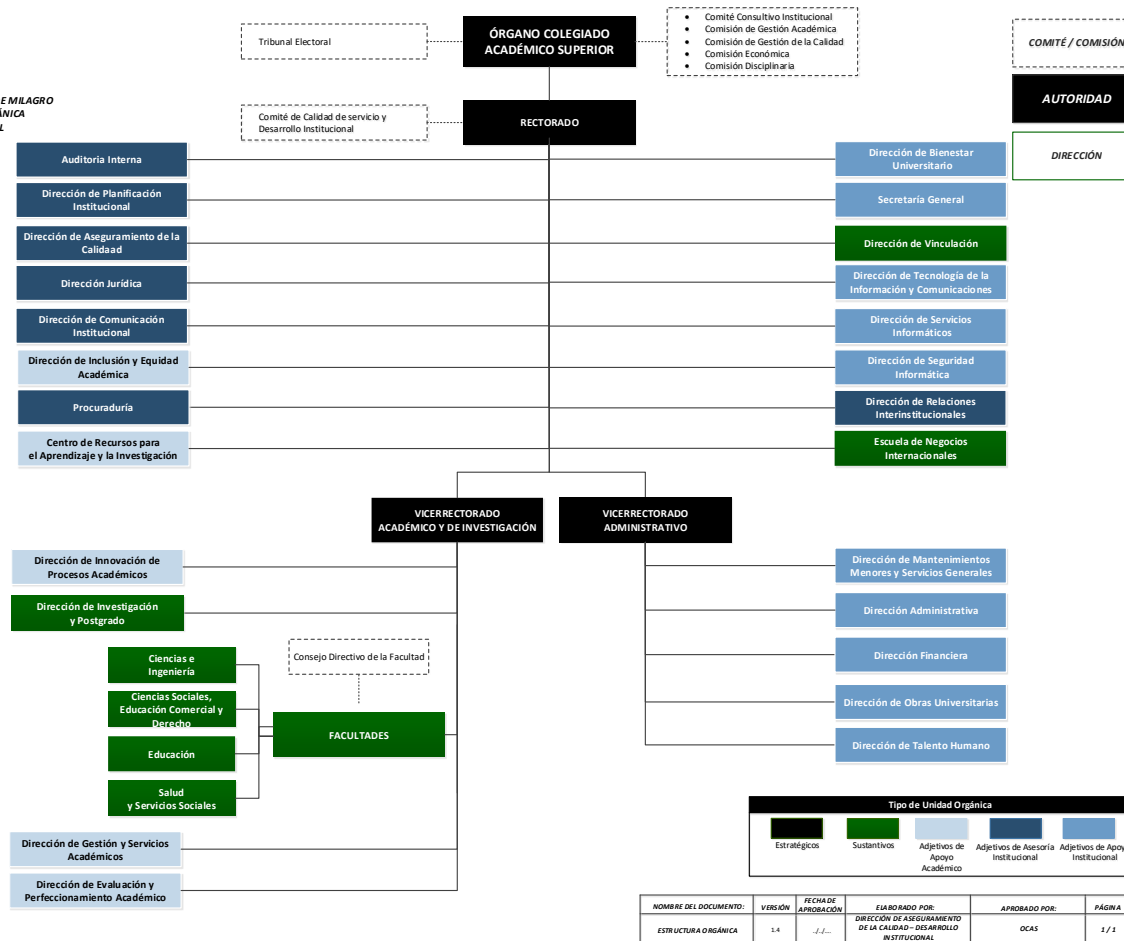 Tribunal Electoral
ÓRGANO COLEGIADO
ACADÉMICO SUPERIOR
• Comité Consultivo Institucional
• Comisión de Gestión Académica
• Comisión de Gestión de la Calidad
• Comisión Económica
• Comisión Disciplinaria
COMITÉ / COMISIÓN
AUTORIDAD
DIRECCIÓN
E MILAGRO
ÁNICA
L
Comité de Calidad de servicio y
Desarrollo Institucional
RECTORADO
Auditoria Interna
Dirección de Planificación
Institucional
Dirección de Aseguramiento de la
Calidaad
Dirección Jurídica
Dirección de Comunicación
Institucional
Dirección de Inclusión y Equidad
Académica
Procuraduría
Centro de Recursos para
el Aprendizaje y la Investigación
Dirección de Bienestar
Universitario
Secretaría General
Dirección de Vinculación
Dirección de Tecnología de la
Información y Comunicaciones
Dirección de Servicios
Informáticos
Dirección de Seguridad
Informática
Dirección de Relaciones
Interinstitucionales
Escuela de Negocios
Internacionales
VICERRECTORADO
ACADÉMICO Y DE INVESTIGACIÓN
VICERRECTORADO
ADMINISTRATIVO
Dirección de Innovación de
Procesos Académicos
Dirección de Investigación
y Postgrado
Ciencias e
Ingeniería
Ciencias Sociales,
Educación Comercial y
Derecho
Educación
Salud
y Servicios Sociales
Consejo Directivo de la Facultad
FACULTADES
Dirección de Gestión y Servicios
Académicos
Dirección de Evaluación y
Perfeccionamiento Académico
Dirección de Mantenimientos
Menores y Servicios Generales
Dirección Administrativa
Dirección Financiera
Dirección de Obras Universitarias
Dirección de Talento Humano
Tipo de Unidad Orgánica
Estratégicos
Sustantivos
Adjetivos de
Apoyo
Académico
Adjetivos de Asesoría
Institucional
Adjetivos de Apoy
Institucional
NOMBRE DEL DOCUMENTO:
VERSIÓN
FECHA DE
APROBACIÓN
ELABORADO POR:
APROBADO POR:
PÁGINA
ESTRUCTURA ORGÁNICA
1.4
../../....
DIRECCIÓN DE ASEGURAMIENTO
DE LA CALIDAD – DESARROLLO
INSTITUCIONAL
OCAS
1 / 1